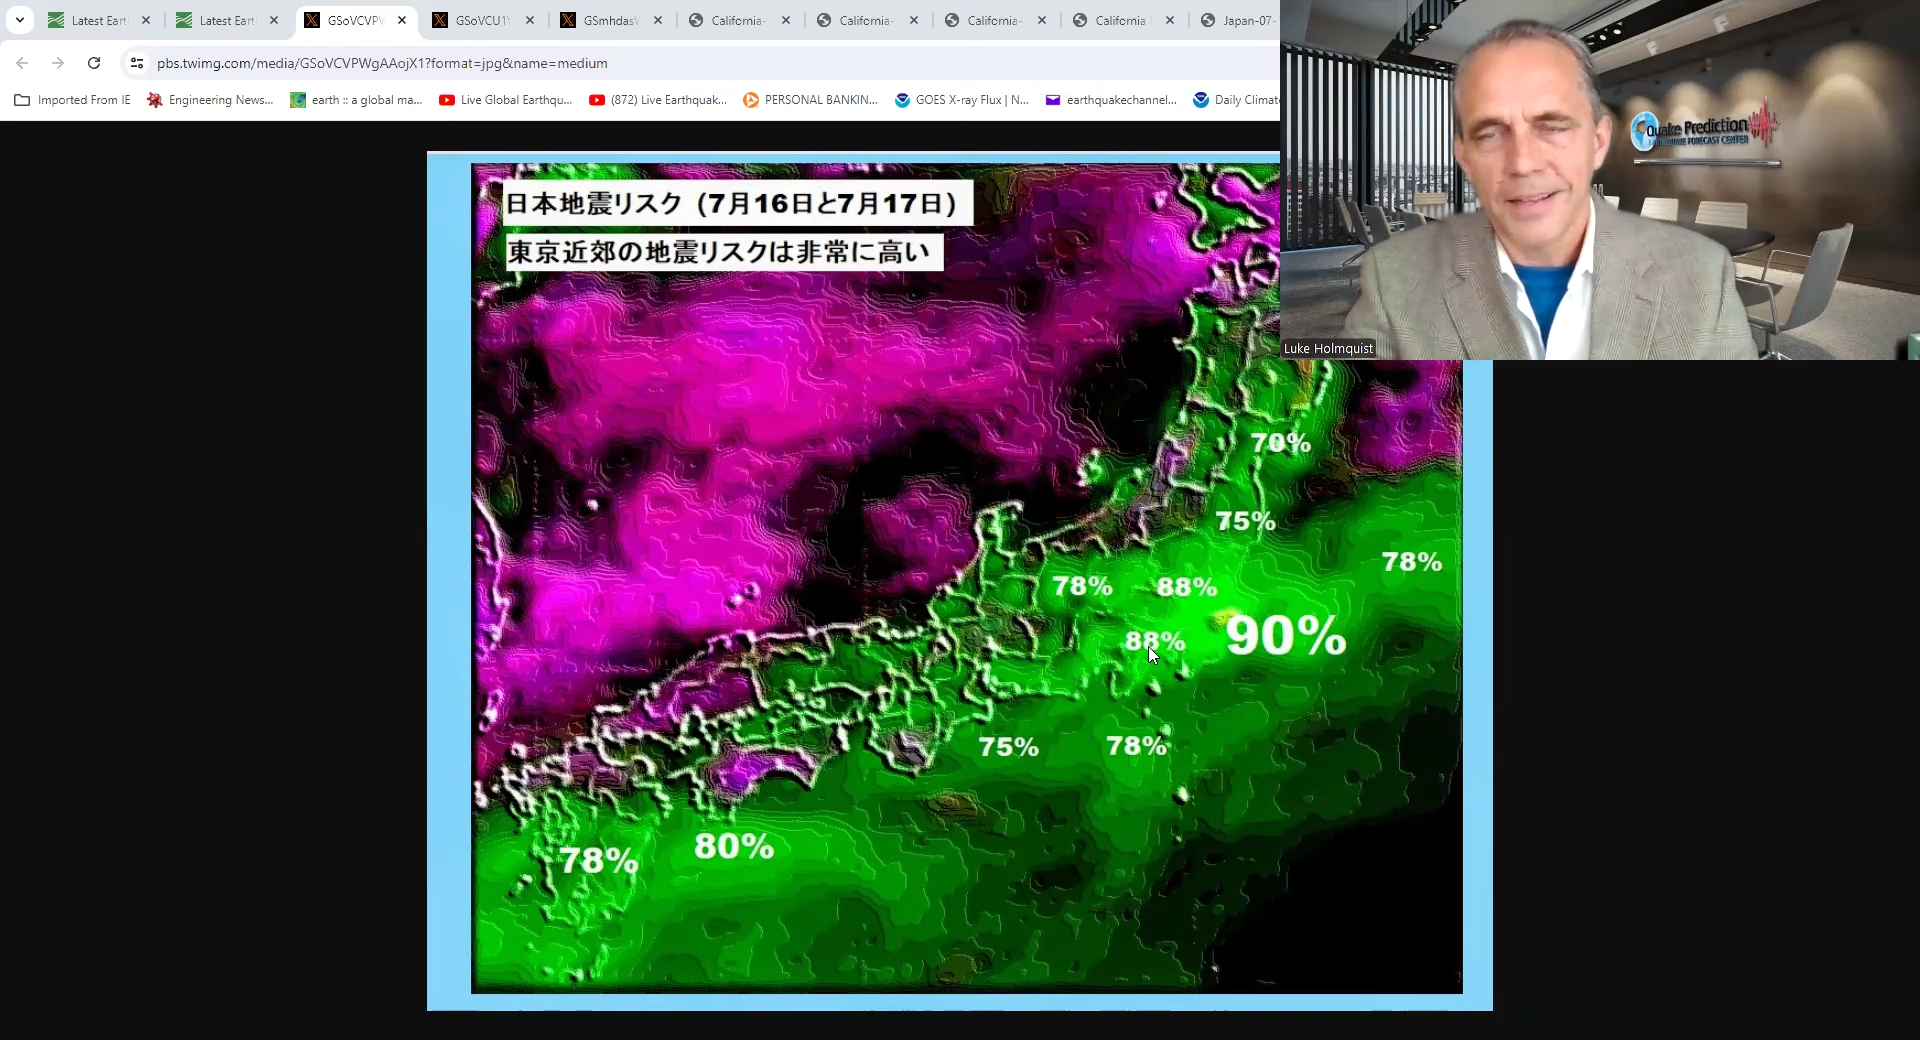 Latest Eart
Latest Eart
GSoVCVPV
GSoVCU1
GSmhdas
California-
California-
California-
California
Japan-07-
pbs.twimg.com/media/GSoVCVPWgAAojX1?format=jpg&name=medium
Imported From IE
Engineering News...
earth :: a global ma...
Live Global Earthqu...
(872) Live Earthquak...
PERSONAL BANKIN...
GOES X-ray Flux | N...
earthquakechannel...
Daily Climat
Quake Prediction
EARTHQUAKE FORECAST CENTER
Luke Holmquist
日本地震リスク (7月16日と7月17日)
東京近郊の地震リスクは非常に高い
70%
75%
78%
78%
88%
90%
88%
75%
78%
80%
78%